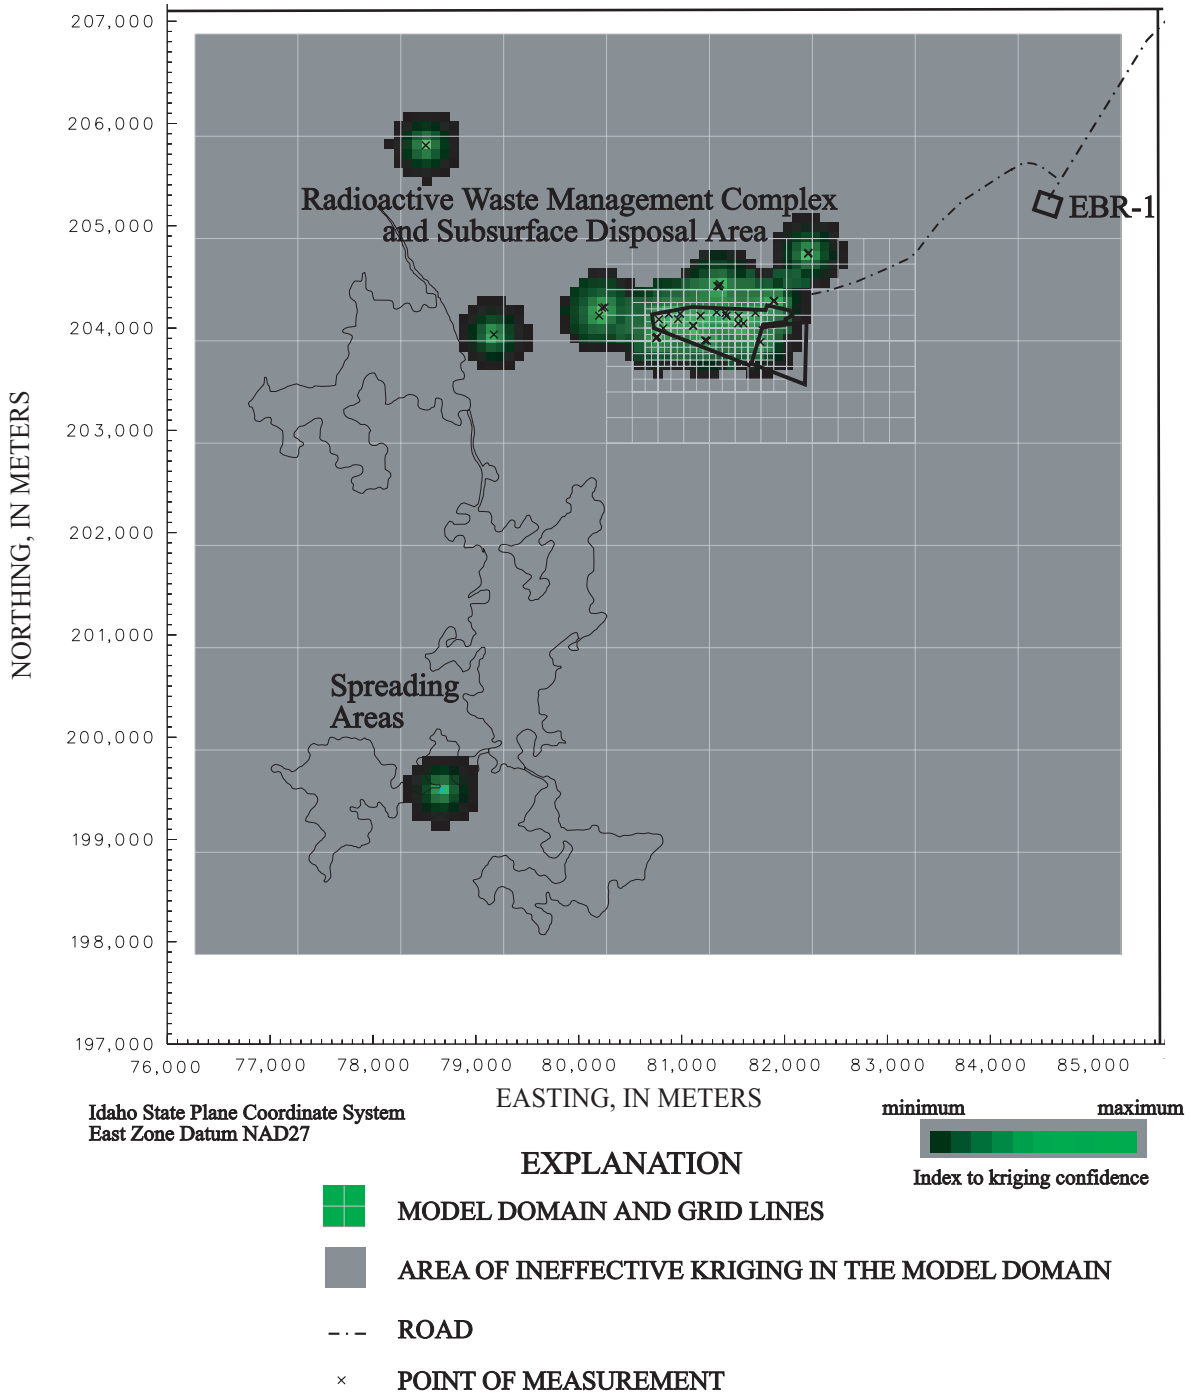 207,000
206,000
Radioactive Waste Management Complex
and Subsurface Disposal Area
EBR-1
205,000
204,000
203,000
202,000
201,000
200,000
199,000
198,000
197,000
NORTHING, IN METERS
Spreading
Areas
76,000 77,000 78,000 79,000 80,000 81,000 82,000 83,000 84,000 85,000
EASTING, IN METERS
Idaho State Plane Coordinate System
East Zone Datum NAD27
minimum maximum
Index to kriging confidence
EXPLANATION
MODEL DOMAIN AND GRID LINES
AREA OF INEFFECTIVE KRIGING IN THE MODEL DOMAIN
ROAD
POINT OF MEASUREMENT